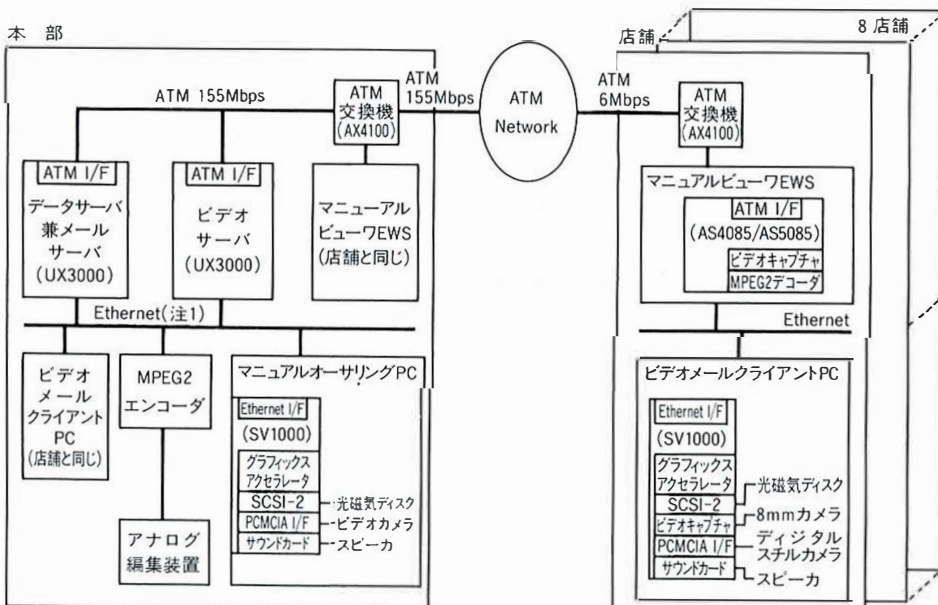 本 部
ATM 155Mbps
ATM
交換機
(AX4100)
ATM
155Mbps
ATM
Network
ATM I/F
データサーバ
兼メール
サーバ
(UX3000)
ATM I/F
ビデオ
サーバ
(UX3000)
マニューアル
ビューワEWS
(店舗と同じ)
Ethernet(注1)
ビデオ
メール
クライアント
PC
(店舗と同じ)
MPEG2
エンコーダ
アナログ
編集装置
マニュアルオーサリングPC
Ethernet I/F
(SV1000)
グラフィックス
アクセラレータ
SCSI-2
光磁気ディスク
PCMCIA I/F
ビデオカメラ
サウンドカード
スピーカ
8 店舗
店舗
ATM
6Mbps
ATM
交換機
(AX4100)
マニュアルビューワEWS
ATM I/F
(AS4085/AS5085)
ビデオキャプチャ
MPEG2デコーダ
Ethernet
ビデオメールクライアントPC
Ethernet I/F
(SV1000)
グラフィックス
アクセラレータ
SCSI-2
光磁気ディスク
ビデオキャプチャ
8mmカメラ
PCMCIA I/F
ディジタル
スチルカメラ
サウンドカード
スピーカ